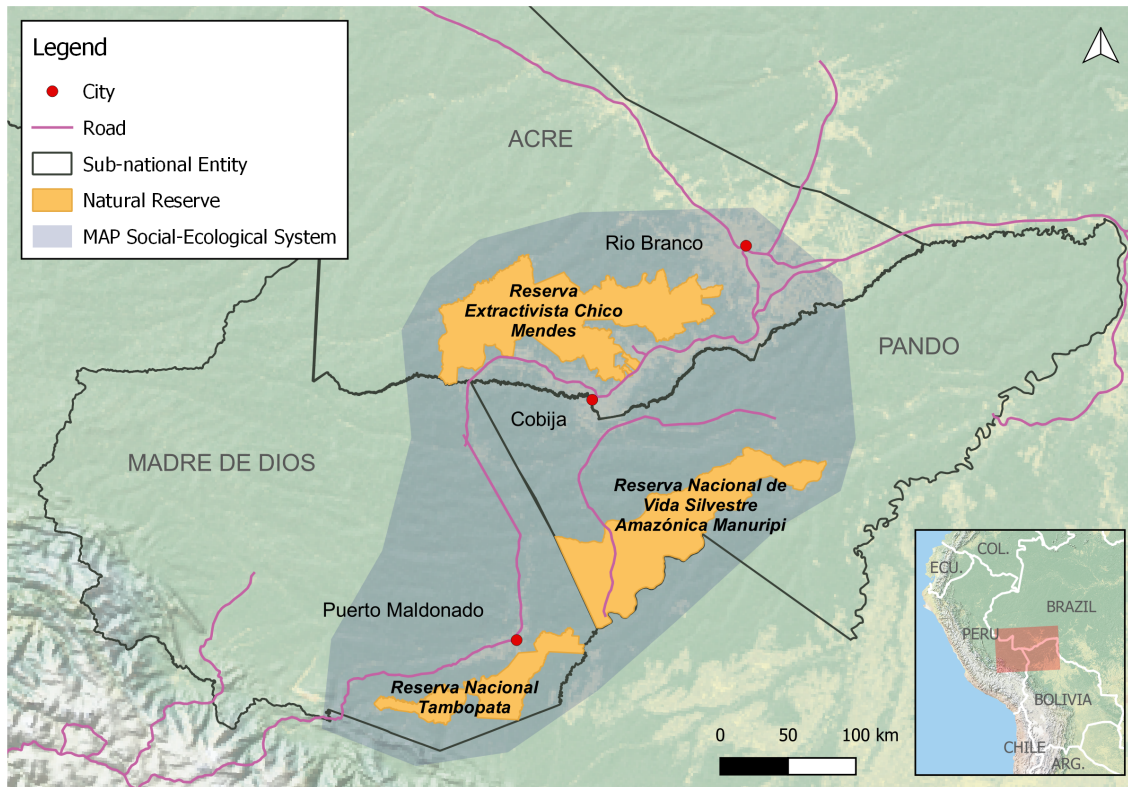 Legend
City
Road
Sub-national Entity
Natural Reserve
MAP Social-Ecological System
ACRE
Rio Branco
Reserva
Extractivista Chico
Mendes
PANDO
Cobija
MADRE DE DIOS
Reserva Nacional de
Vida Silvestre
Amazónica Manuripi
Puerto Maldonado
Reserva Nacional
Tambopata
0 50 100 km
COL.
ECU.
BRAZIL
PERU
BOLIVIA
CHILE
ARG.